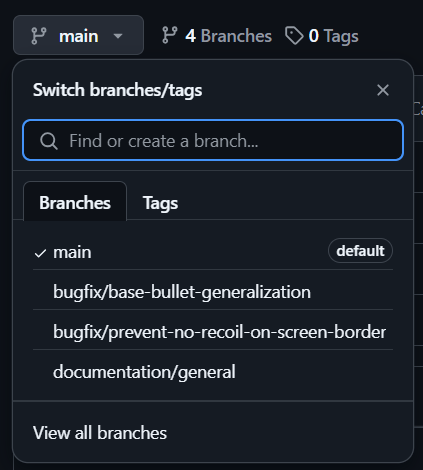 main 4 Branches 0 Tags
Switch branches/tags
Find or create a branch...
Branches Tags
main default
bugfix/base-bullet-generalization
bugfix/prevent-no-recoil-on-screen-border
documentation/general
View all branches